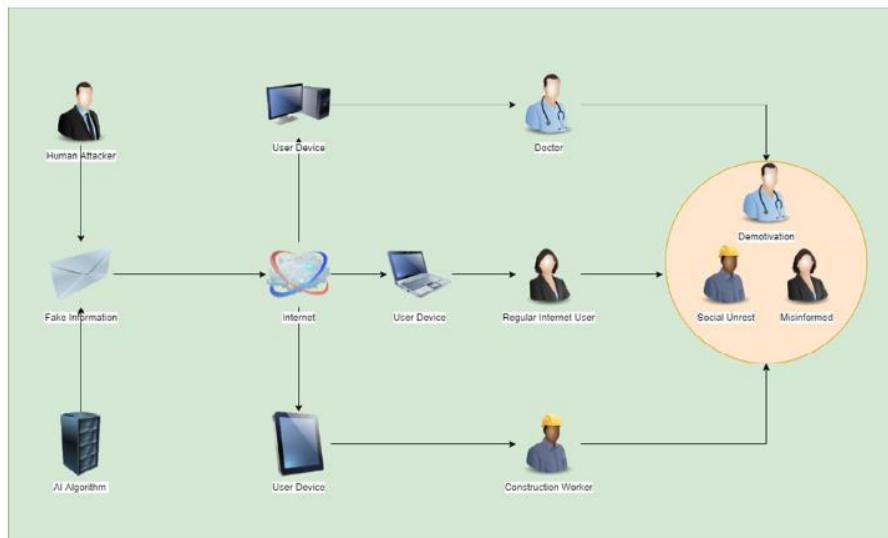 Human Attacker
User Device
Doctor
Demotivation
Fake Information
Internet
User Device
Regular Internet User
Social Unrest
Misinformed
AI Algorithm
User Device
Construction Worker